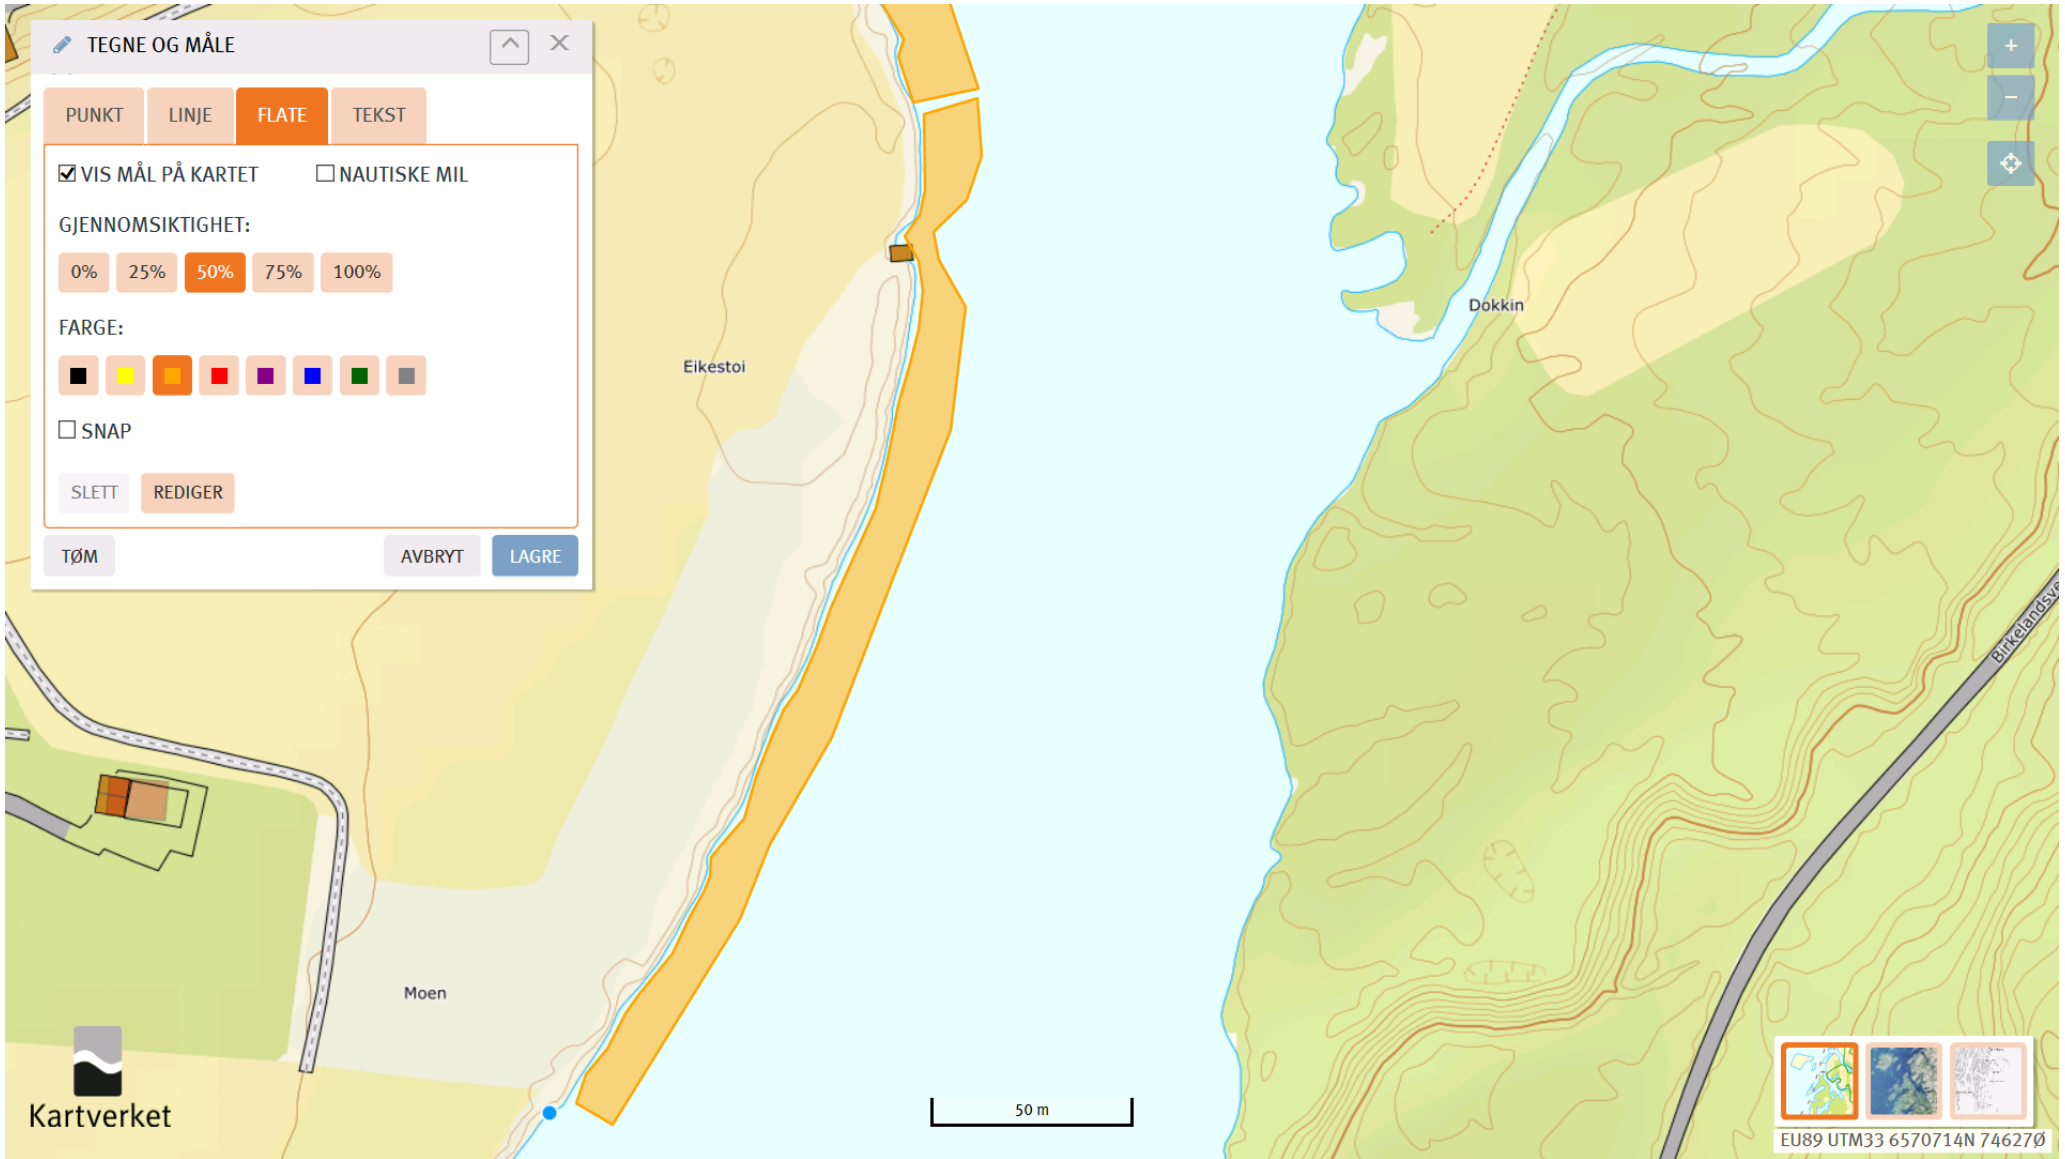 TEGNE OG MÅLE
PUNKT LINJE FLATE TEKST
VIS MÅL PÅ KARTET NAUTISKE MIL
GJENNOMSIKTIGHET:
0% 25% 50% 75% 100%
FARGE:
SNAP
SLETT REDIGER
TØM AVBRYT LAGRE
Dokkin
Eikestoi
Birkelandsve
Moen
Kartverket
50 m
EU89 UTM33 6570714N 74627Ø